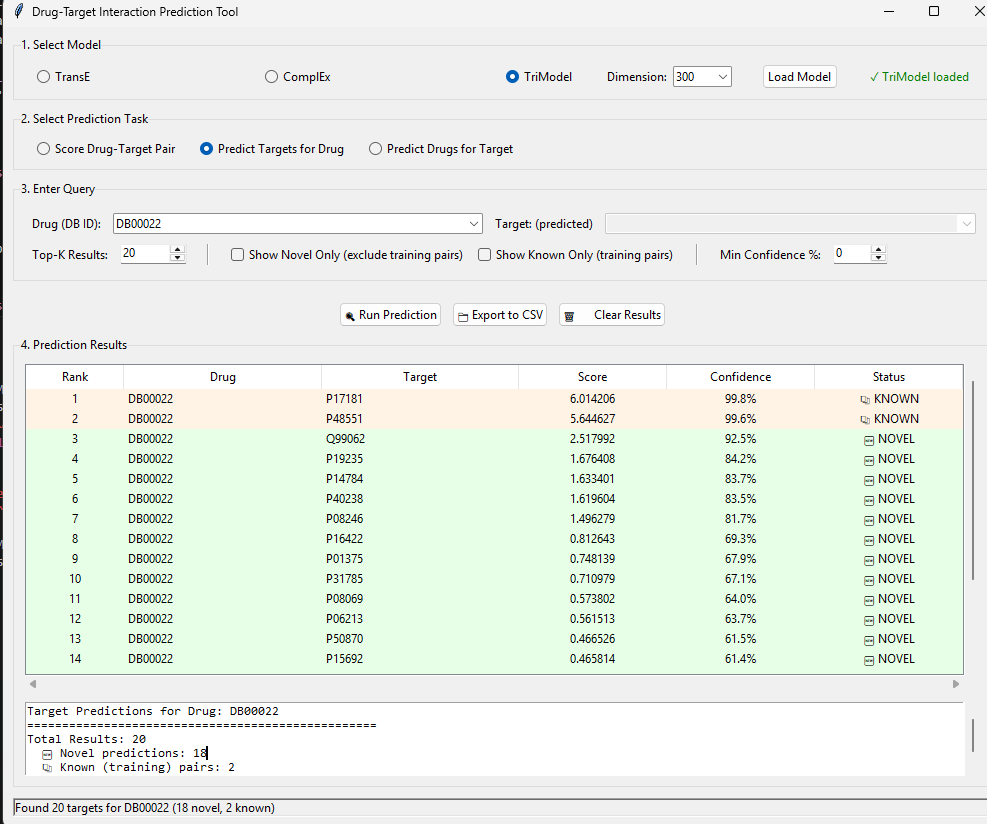 Drug-Target Interaction Prediction Tool
1. Select Model
TransE ComplEx TriModel Dimension: 300 Load Model ✓ TriModel loaded
2. Select Prediction Task
Score Drug-Target Pair Predict Targets for Drug Predict Drugs for Target
3. Enter Query
Drug (DB ID): DB00022 Target: (predicted)
Top-K Results: 20 Show Novel Only (exclude training pairs) Show Known Only (training pairs) Min Confidence %: 0
Run Prediction Export to CSV Clear Results
4. Prediction Results
Rank Drug Target Score Confidence Status
1 DB00022 P17181 6.014206 99.8% KNOWN
2 DB00022 P48551 5.644627 99.6% KNOWN
3 DB00022 Q99062 2.517992 92.5% NOVEL
4 DB00022 P19235 1.676408 84.2% NOVEL
5 DB00022 P14784 1.633401 83.7% NOVEL
6 DB00022 P40238 1.619604 83.5% NOVEL
7 DB00022 P08246 1.496279 81.7% NOVEL
8 DB00022 P16422 0.812643 69.3% NOVEL
9 DB00022 P01375 0.748139 67.9% NOVEL
10 DB00022 P31785 0.710979 67.1% NOVEL
11 DB00022 P08069 0.573802 64.0% NOVEL
12 DB00022 P06213 0.561513 63.7% NOVEL
13 DB00022 P50870 0.466526 61.5% NOVEL
14 DB00022 P15692 0.465814 61.4% NOVEL
Target Predictions for Drug: DB00022
==================================================
Total Results: 20
Novel predictions: 18
Known (training) pairs: 2
Found 20 targets for DB00022 (18 novel, 2 known)